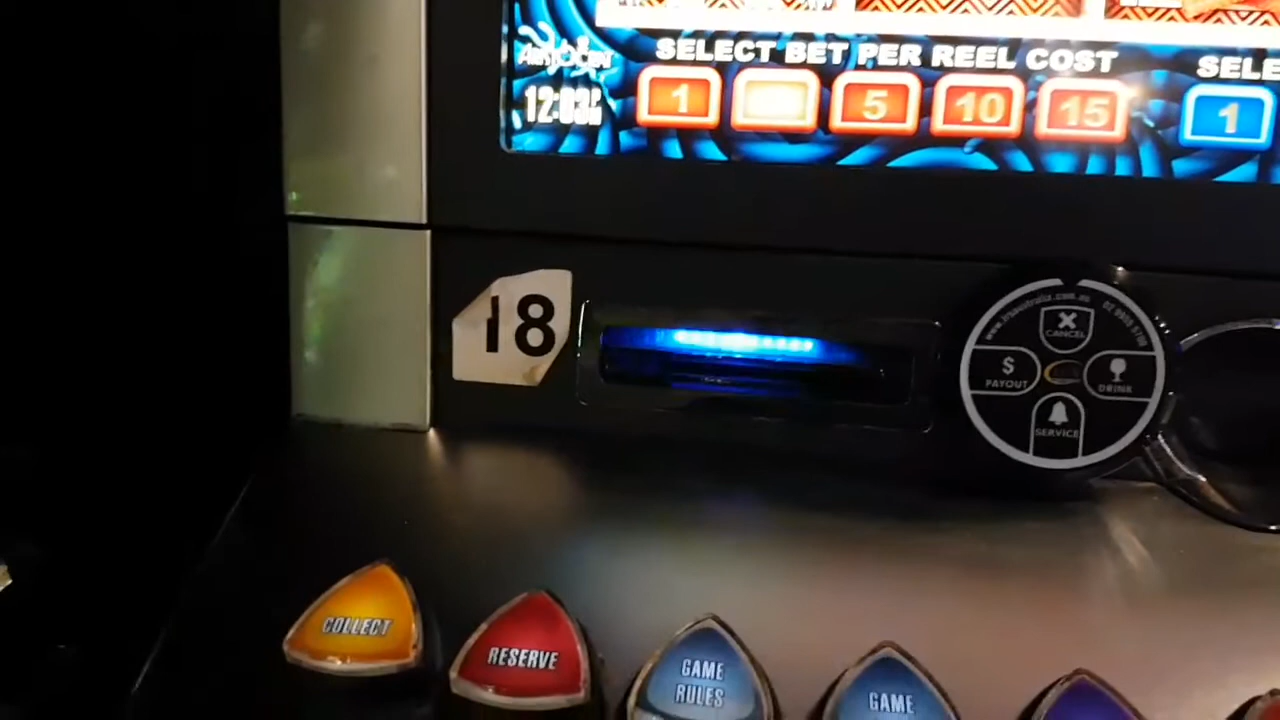 SELECT BET PER REEL COST
SELE
ARISTOCRAT
1
5
10
15
1
18
CANCEL
$
PAYOUT
DRINK
SERVICE
COLLECT
RESERVE
GAME
RULES
GAME